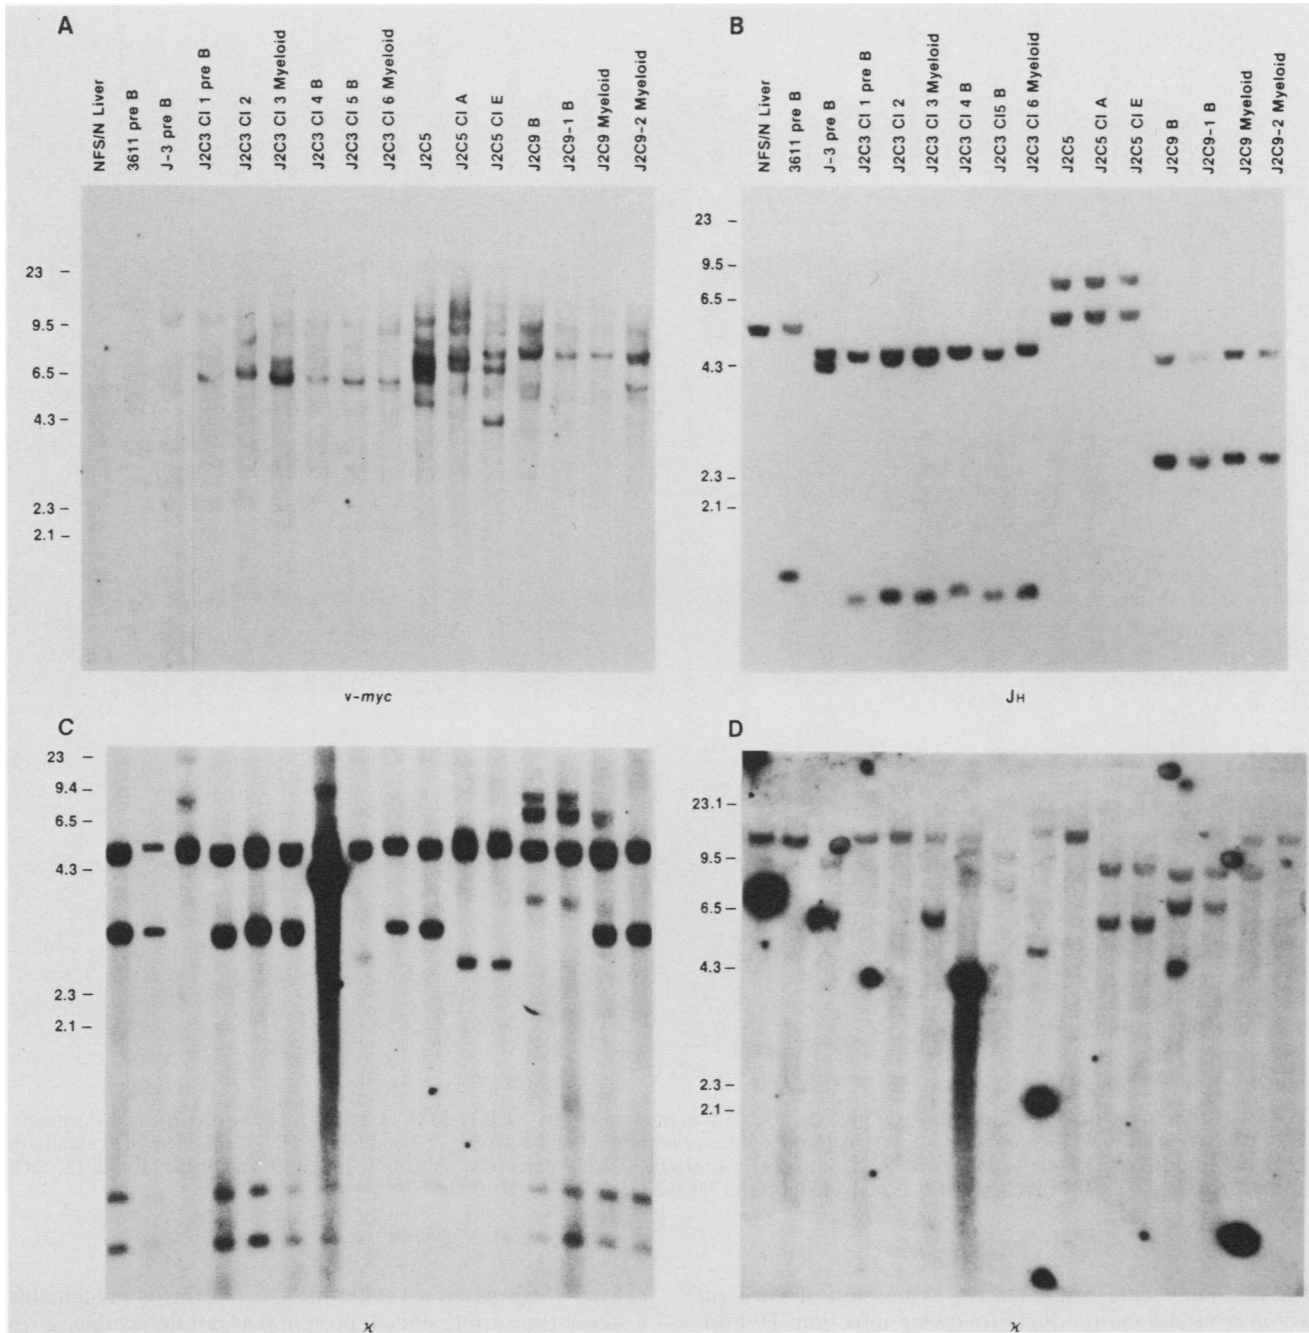 A
NFS/N Liver
3611 pre B
J-3 pre B
J2C3 Cl 1 pre B
J2C3 Cl 2
J2C3 Cl 3 Myeloid
J2C3 Cl 4 B
J2C3 Cl 5 B
J2C3 Cl 6 Myeloid
J2C5
J2C5 Cl A
J2C5 Cl E
J2C9 B
J2C9-1 B
J2C9 Myeloid
J2C9-2 Myeloid
23 –
9.5 –
6.5 –
4.3 –
2.3 –
2.1 –
v-myc
B
NFS/N Liver
3611 pre B
J-3 pre B
J2C3 Cl 1 pre B
J2C3 Cl 2
J2C3 Cl 3 Myeloid
J2C3 Cl 4 B
J2C3 Cl5 B
J2C3 Cl 6 Myeloid
J2C5
J2C5 Cl A
J2C5 Cl E
J2C9 B
J2C9-1 B
J2C9 Myeloid
J2C9-2 Myeloid
23 –
9.5 –
6.5 –
4.3 –
2.3 –
2.1 –
JH
C
23 –
9.4 –
6.5 –
4.3 –
2.3 –
2.1 –
ϰ
D
23.1 –
9.5 –
6.5 –
4.3 –
2.3 –
2.1 –
ϰ